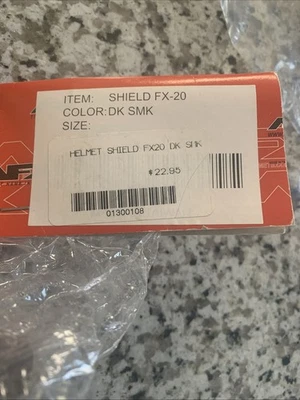 ITEM: SHIELD FX-20
COLOR: DK SMK
SIZE:
HELMET SHIELD FX20 DK SMK
$22.95
01300108